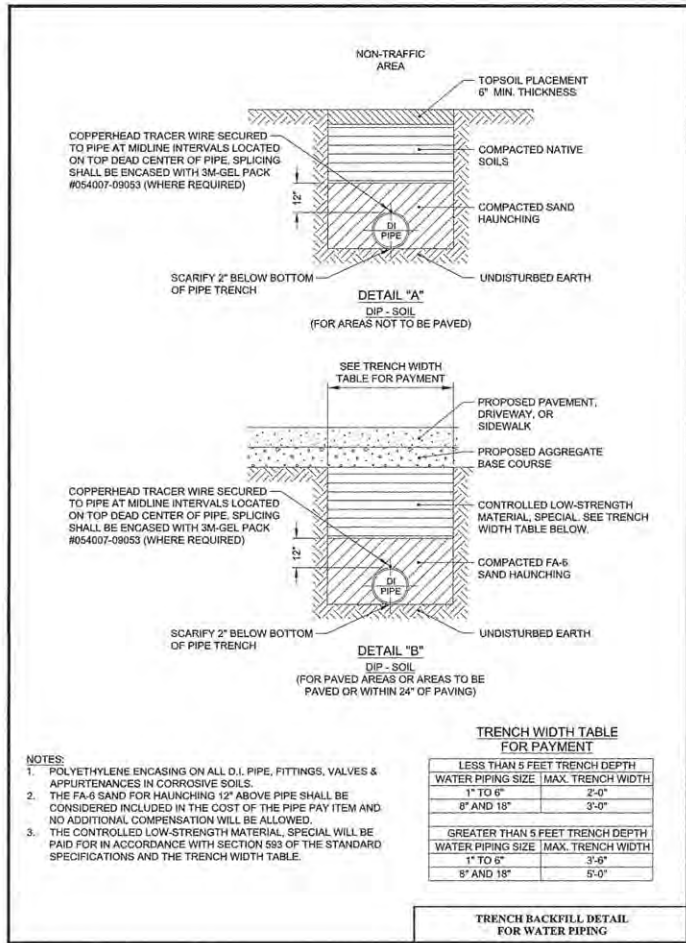 NON-TRAFFIC
AREA
TOPSOIL PLACEMENT
6" MIN. THICKNESS
COPPERHEAD TRACER WIRE SECURED
TO PIPE AT MIDLINE INTERVALS LOCATED
ON TOP DEAD CENTER OF PIPE. SPLICING
SHALL BE ENCASED WITH 3M-GEL PACK
#054007-09053 (WHERE REQUIRED)
COMPACTED NATIVE
SOILS
12"
COMPACTED SAND
HAUNCHING
DI
PIPE
SCARIFY 2" BELOW BOTTOM
OF PIPE TRENCH
UNDISTURBED EARTH
DETAIL "A"
DIP - SOIL
(FOR AREAS NOT TO BE PAVED)
SEE TRENCH WIDTH
TABLE FOR PAYMENT
PROPOSED PAVEMENT,
DRIVEWAY, OR
SIDEWALK
PROPOSED AGGREGATE
BASE COURSE
COPPERHEAD TRACER WIRE SECURED
TO PIPE AT MIDLINE INTERVALS LOCATED
ON TOP DEAD CENTER OF PIPE. SPLICING
SHALL BE ENCASED WITH 3M-GEL PACK
#054007-09053 (WHERE REQUIRED)
CONTROLLED LOW-STRENGTH
MATERIAL, SPECIAL. SEE TRENCH
WIDTH TABLE BELOW.
12"
COMPACTED FA-6
SAND HAUNCHING
DI
PIPE
SCARIFY 2" BELOW BOTTOM
OF PIPE TRENCH
UNDISTURBED EARTH
DETAIL "B"
DIP - SOIL
(FOR PAVED AREAS OR AREAS TO BE
PAVED OR WITHIN 24" OF PAVING)
NOTES:
1. POLYETHYLENE ENCASING ON ALL D.I. PIPE, FITTINGS, VALVES &
APPURTENANCES IN CORROSIVE SOILS.
2. THE FA-6 SAND FOR HAUNCHING 12" ABOVE PIPE SHALL BE
CONSIDERED INCLUDED IN THE COST OF THE PIPE PAY ITEM AND
NO ADDITIONAL COMPENSATION WILL BE ALLOWED.
3. THE CONTROLLED LOW-STRENGTH MATERIAL, SPECIAL WILL BE
PAID FOR IN ACCORDANCE WITH SECTION 593 OF THE STANDARD
SPECIFICATIONS AND THE TRENCH WIDTH TABLE.
TRENCH WIDTH TABLE
FOR PAYMENT
LESS THAN 5 FEET TRENCH DEPTH
WATER PIPING SIZE MAX. TRENCH WIDTH
1" TO 6" 2'-0"
8" AND 18" 3'-0"
GREATER THAN 5 FEET TRENCH DEPTH
WATER PIPING SIZE MAX. TRENCH WIDTH
1" TO 6" 3'-6"
8" AND 18" 5'-0"
TRENCH BACKFILL DETAIL
FOR WATER PIPING